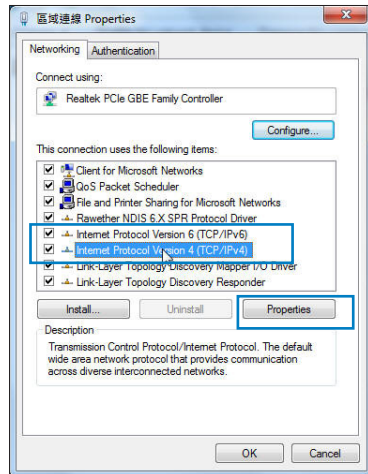 區域連線 Properties
Networking Authentication
Connect using:
Realtek PCIe GBE Family Controller
Configure...
This connection uses the following items:
Client for Microsoft Networks
QoS Packet Scheduler
File and Printer Sharing for Microsoft Networks
Rawether NDIS 6.X SPR Protocol Driver
Internet Protocol Version 6 (TCP/IPv6)
Internet Protocol Version 4 (TCP/IPv4)
Link-Layer Topology Discovery Mapper I/O Driver
Link-Layer Topology Discovery Responder
Install... Uninstall Properties
Description
Transmission Control Protocol/Internet Protocol. The default
wide area network protocol that provides communication
across diverse interconnected networks.
OK Cancel